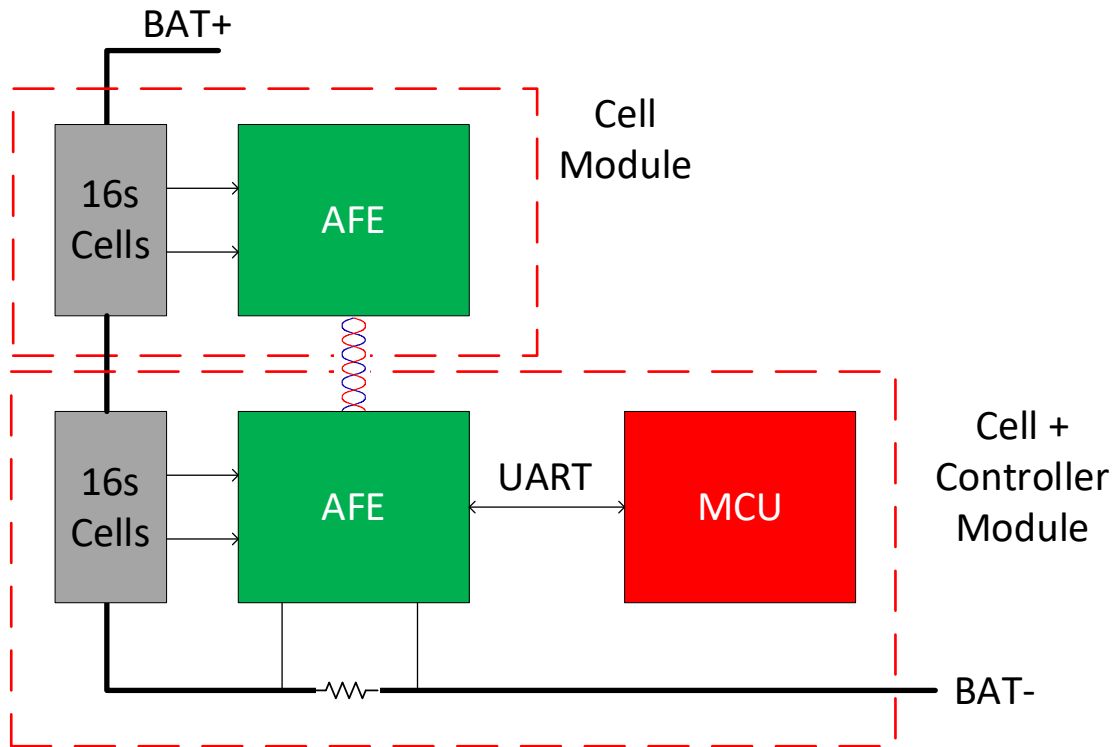 BAT+
Cell
Module
16s
Cells
AFE
16s
Cells
AFE
UART
MCU
Cell +
Controller
Module
BAT-